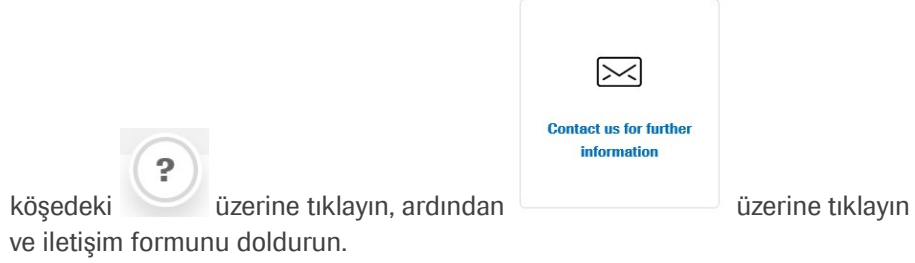 Contact us for further
information
?
köşedeki üzerine tıklayın, ardından üzerine tıklayın
ve iletişim formunu doldurun.